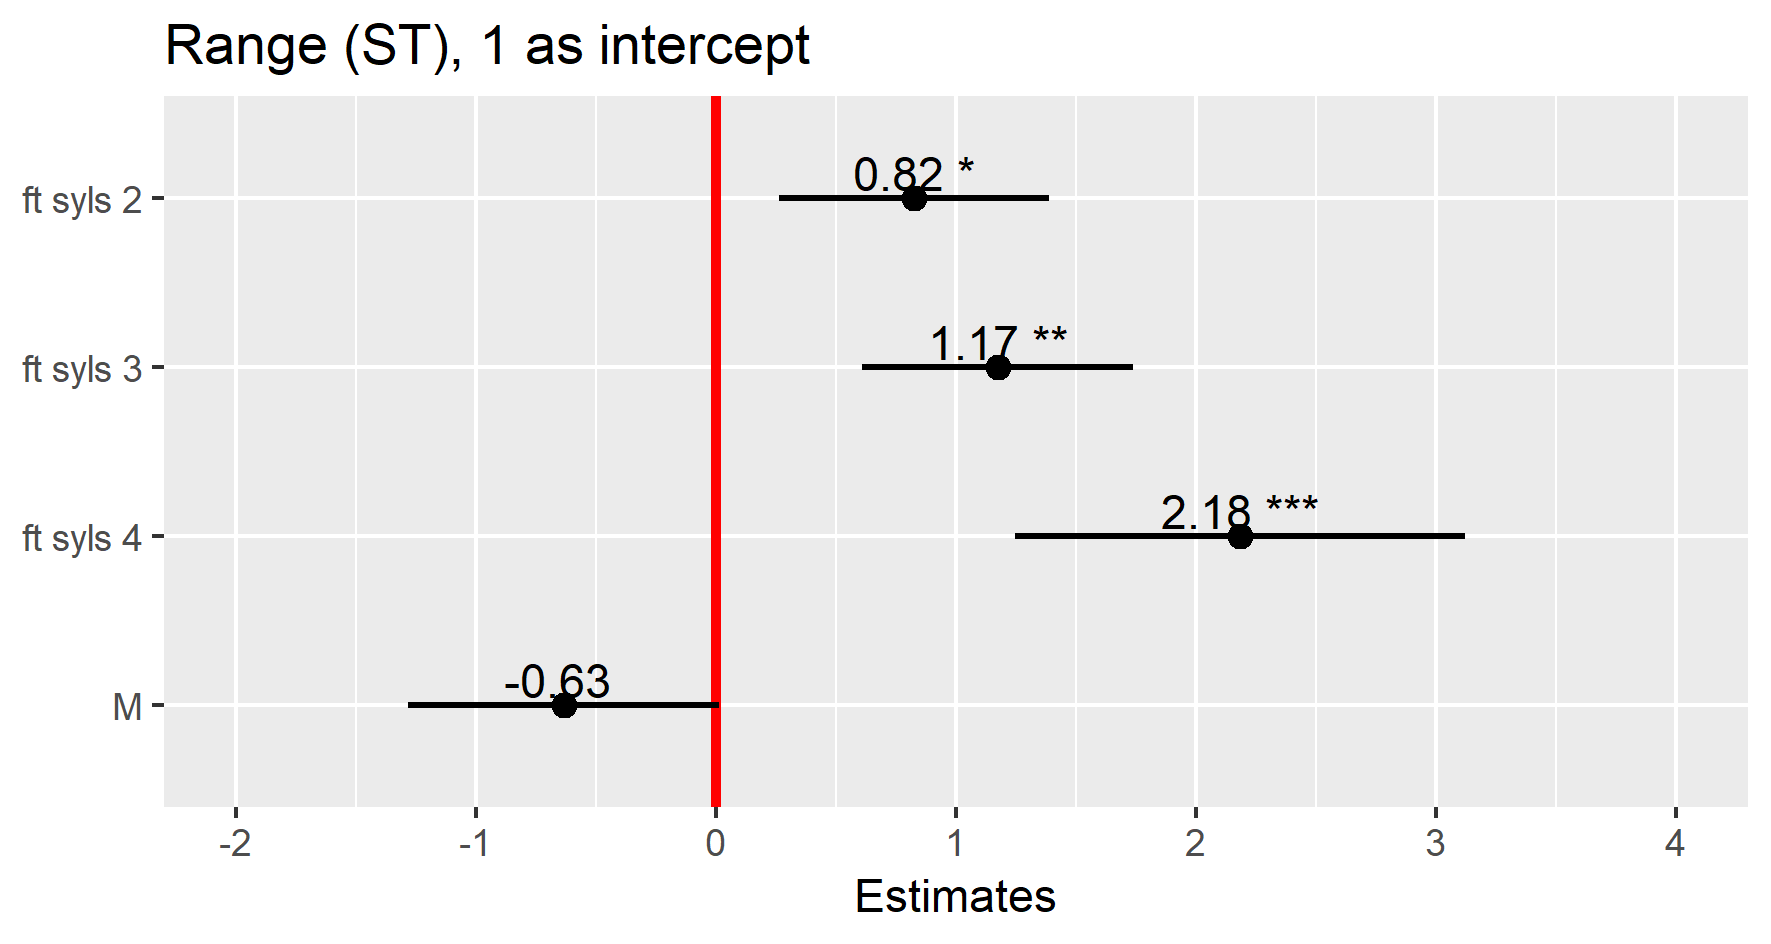 Range (ST), 1 as intercept
ft syls 2
0.82 *
ft syls 3
1.17 **
ft syls 4
2.18 ***
M
-0.63
-2 -1 0 1 2 3 4
Estimates